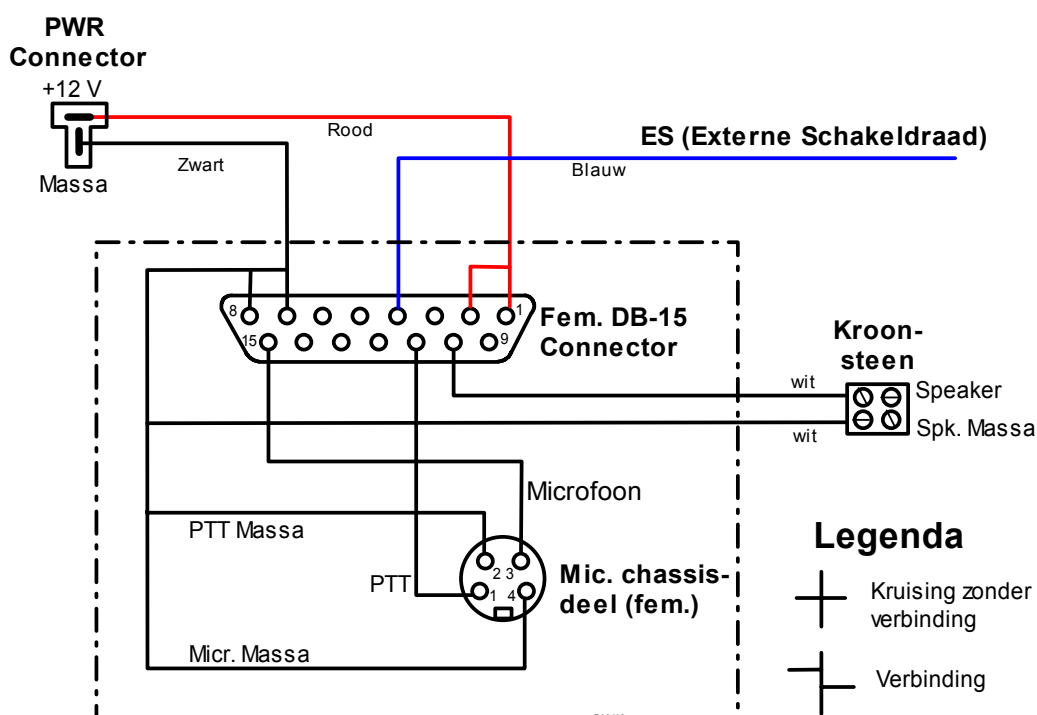 PWR
Connector
+12 V
Rood
ES (Externe Schakeldraad)
Zwart
Blauw
Massa
8
1
Fem. DB-15
Connector
15
9
Kroon-
steen
wit
Speaker
wit
Spk. Massa
Microfoon
PTT Massa
Legenda
2 3
PTT
1 4
Mic. chassis-
deel (fem.)
Kruising zonder
verbinding
Micr. Massa
Verbinding